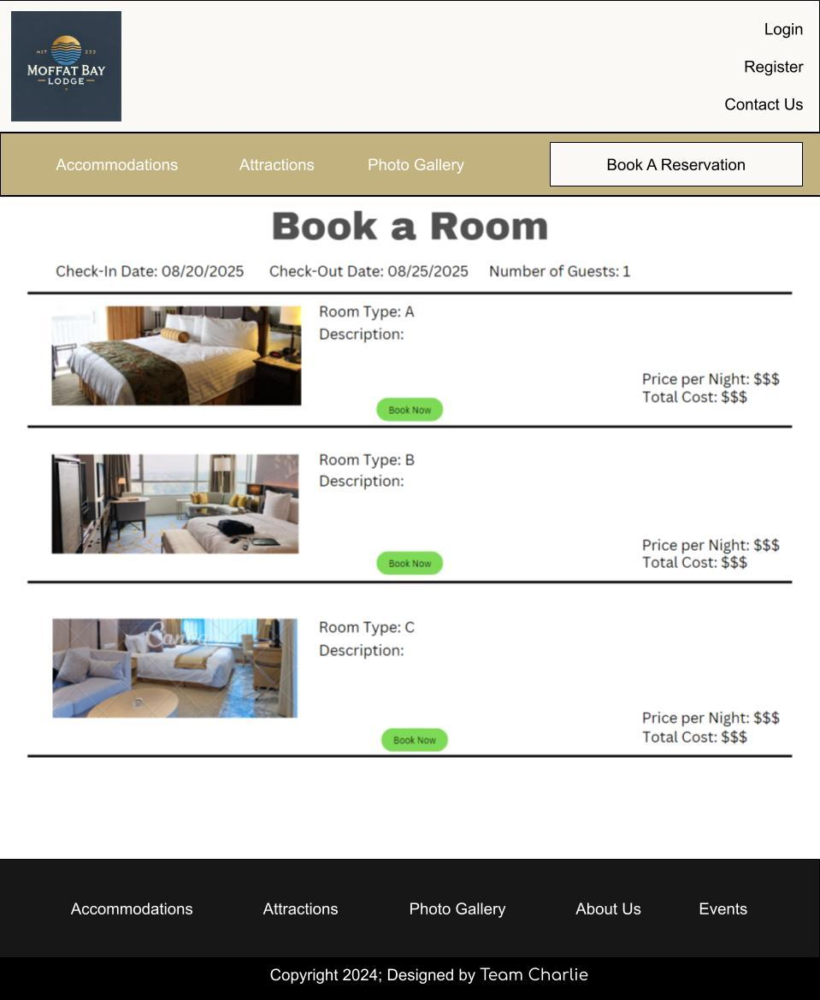 MST 222
MOFFAT BAY
LODGE
Login
Register
Contact Us
Accommodations Attractions Photo Gallery Book A Reservation
Book a Room
Check-In Date: 08/20/2025 Check-Out Date: 08/25/2025 Number of Guests: 1
Room Type: A
Description:
Price per Night: $$$
Total Cost: $$$
Book Now
Room Type: B
Description:
Price per Night: $$$
Total Cost: $$$
Book Now
Canva
Room Type: C
Description:
Price per Night: $$$
Total Cost: $$$
Book Now
Accommodations Attractions Photo Gallery About Us Events
Copyright 2024; Designed by Team Charlie